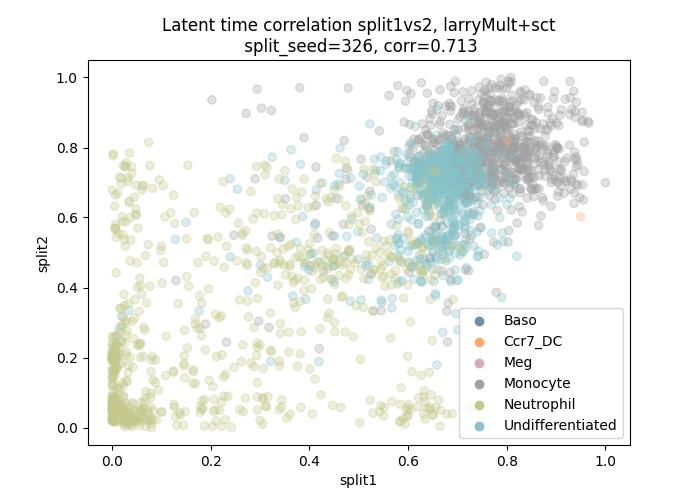 Latent time correlation split1vs2, larryMult+sct
split_seed=326, corr=0.713
1.0
0.8
0.6
0.4
0.2
0.0
split2
Baso
Ccr7_DC
Meg
Monocyte
Neutrophil
Undifferentiated
0.0 0.2 0.4 0.6 0.8 1.0
split1